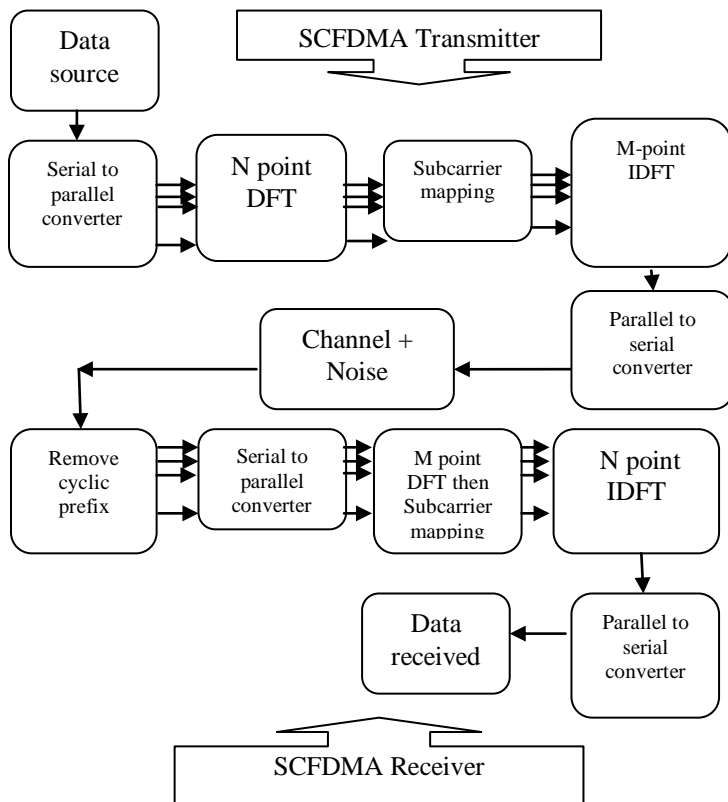 Data
source
SCFDMA Transmitter
Serial to
parallel
converter
N point
DFT
Subcarrier
mapping
M-point
IDFT
Parallel to
serial
converter
Channel +
Noise
Remove
cyclic
prefix
Serial to
parallel
converter
M point
DFT then
Subcarrier
mapping
N point
IDFT
Parallel to
serial
converter
Data
received
SCFDMA Receiver